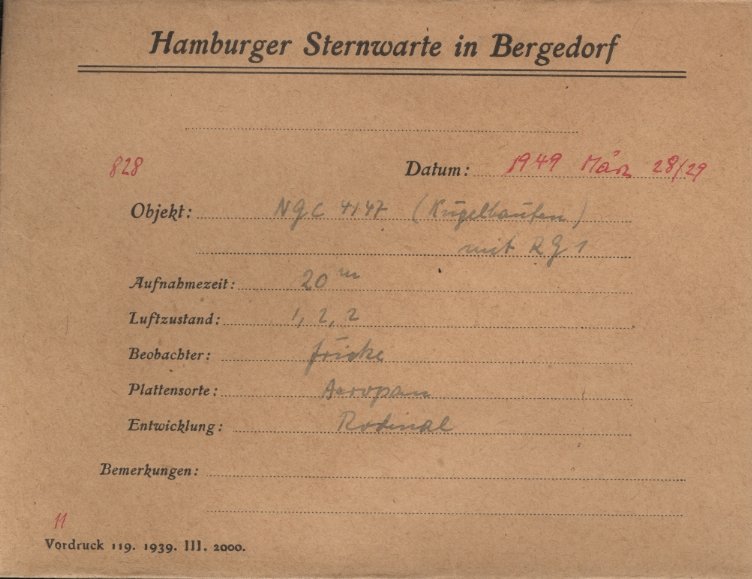 Hamburger Sternwarte in Bergedorf
828 Datum: 1949 März 28/29
Objekt: NGC 4147 (Kugelhaufen)
mit RG 1
Aufnahmezeit: 20 m
Luftzustand: 1, 2, 2
Beobachter: Fricke
Plattensorte: Aeropan
Entwicklung: Rodinal
Bemerkungen:
11
Vordruck 119. 1939. III. 2000.